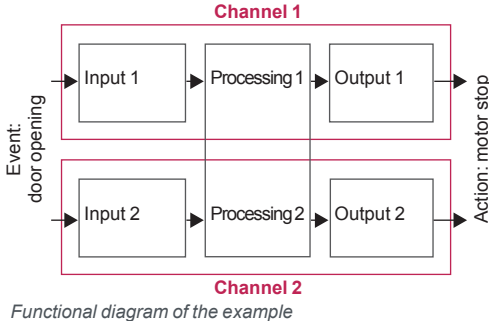 Channel 1
Input 1
Processing 1
Output 1
Event:
door opening
Action: motor stop
Input 2
Processing 2
Output 2
Channel 2
Functional diagram of the example